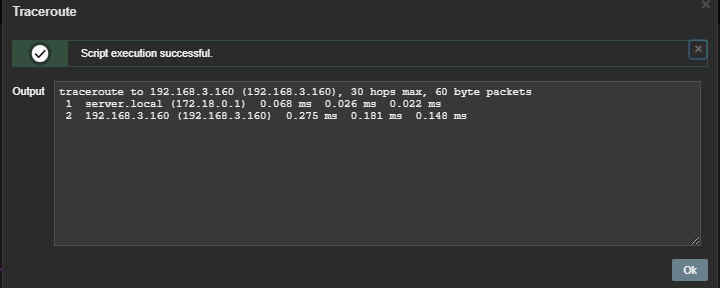 Traceroute
Script execution successful.
Output
traceroute to 192.168.3.160 (192.168.3.160), 30 hops max, 60 byte packets
1 server.local (172.18.0.1) 0.068 ms 0.026 ms 0.022 ms
2 192.168.3.160 (192.168.3.160) 0.275 ms 0.181 ms 0.148 ms
Ok